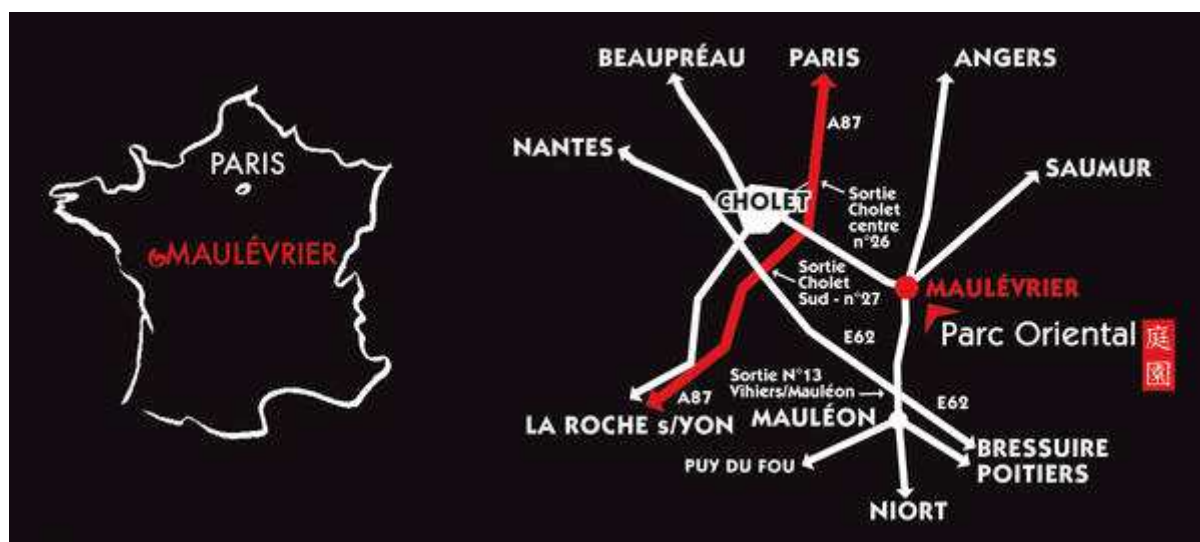 PARIS
MAULÉVRIER
BEAUPRÉAU
PARIS
ANGERS
A87
NANTES
SAUMUR
CHOLET
Sortie
Cholet
centre
n°26
Sortie
Cholet
Sud - n°27
MAULÉVRIER
Parc Oriental
庭
園
E62
Sortie N°13
Vihiers/Mauléon
A87
E62
LA ROCHE s/YON
MAULÉON
PUY DU FOU
BRESSUIRE
POITIERS
NIORT